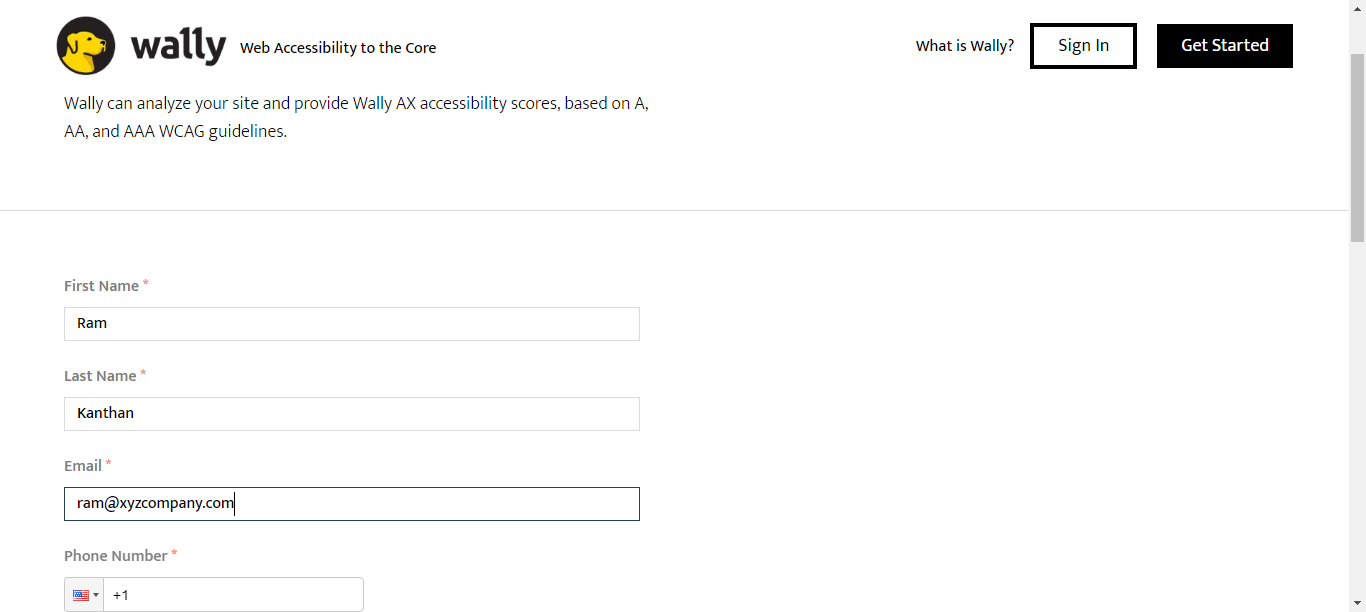 wally Web Accessibility to the Core What is Wally? Sign In Get Started
Wally can analyze your site and provide Wally AX accessibility scores, based on A,
AA, and AAA WCAG guidelines.
First Name *
Ram
Last Name *
Kanthan
Email *
ram@xyzcompany.com
Phone Number *
+1